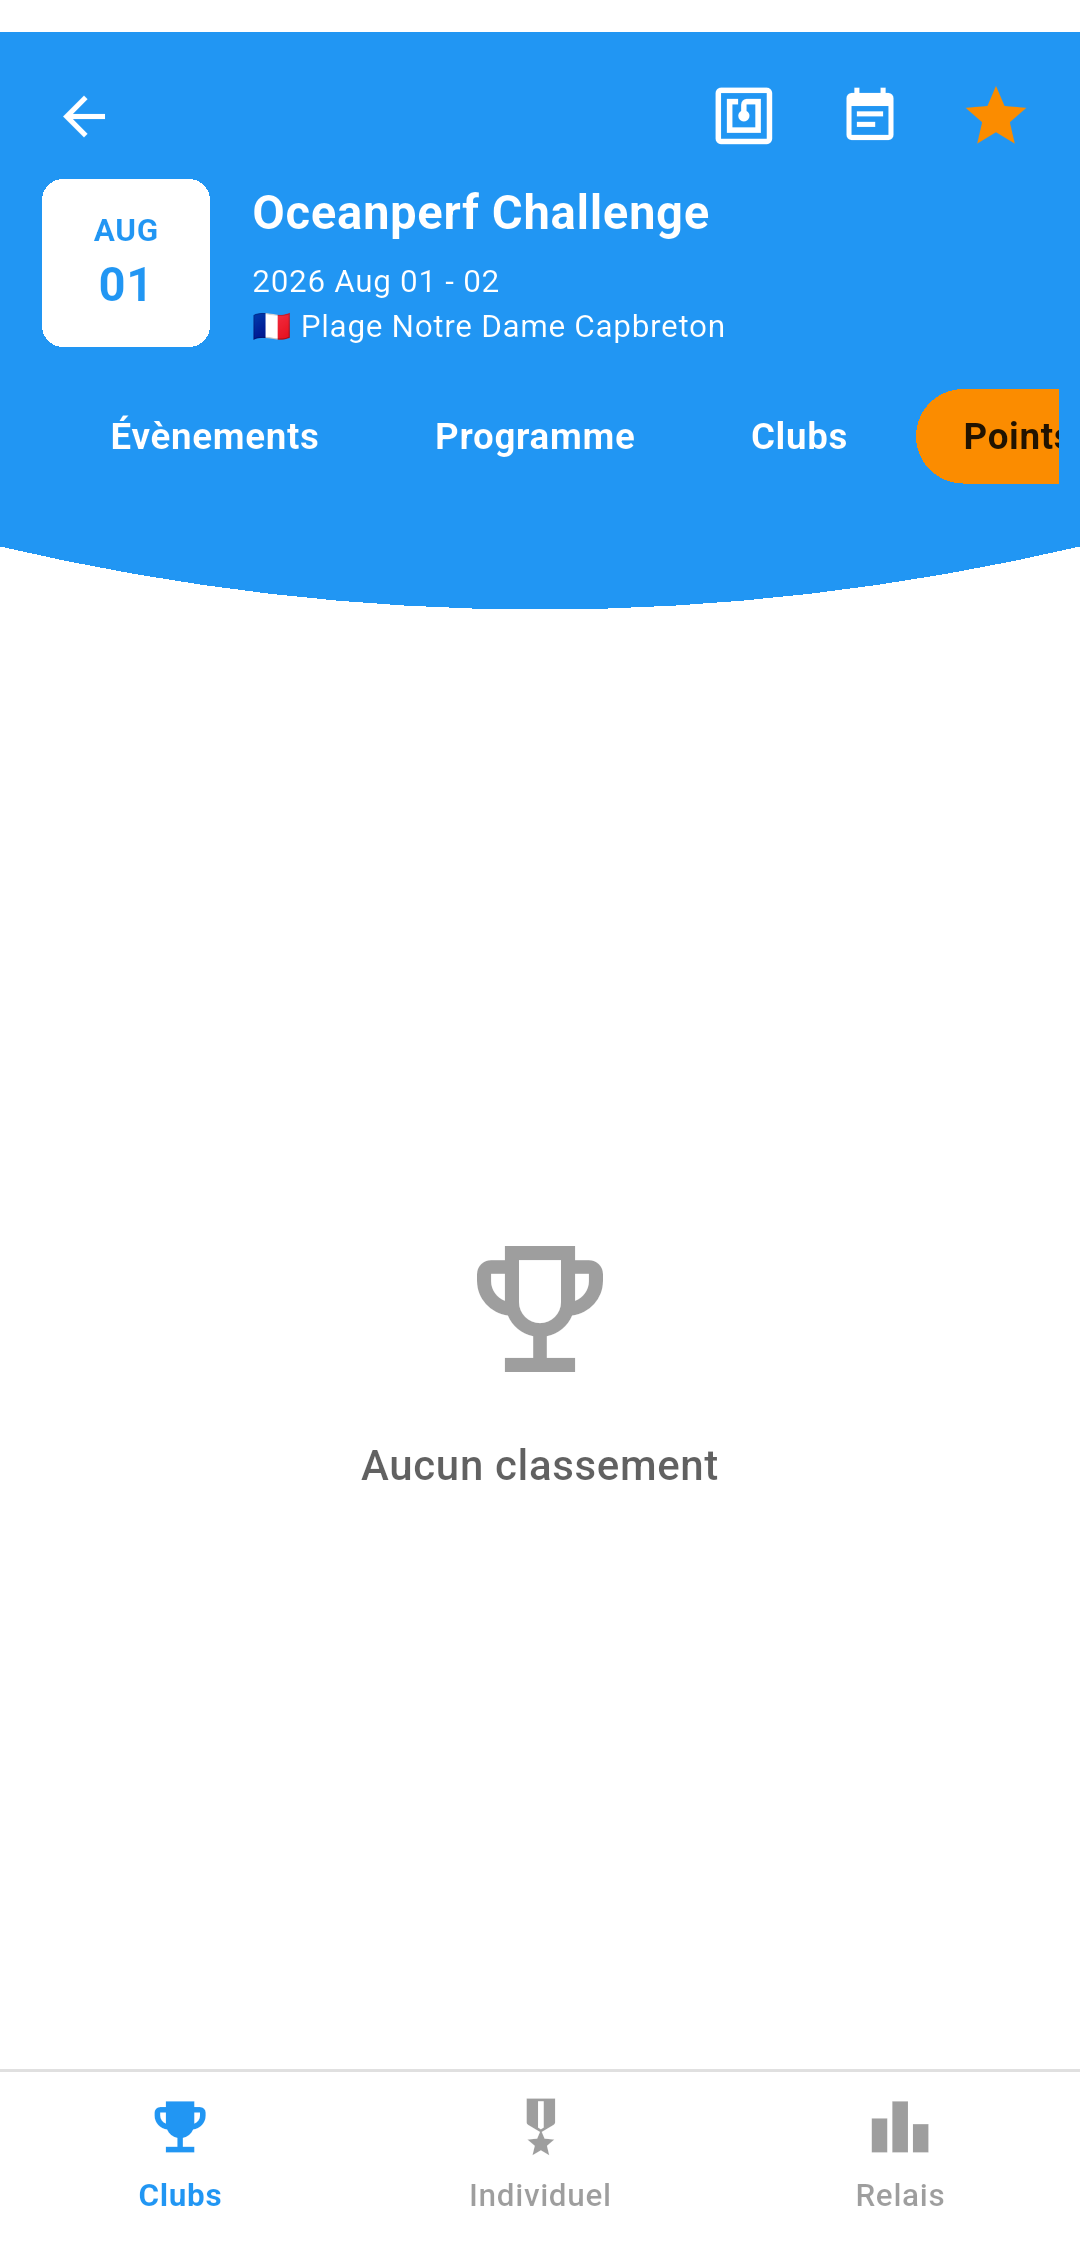 AUG
01
Oceanperf Challenge
2026 Aug 01 - 02
🇫🇷 Plage Notre Dame Capbreton
Évènements
Programme
Clubs
Points
Aucun classement
Clubs
Individuel
Relais